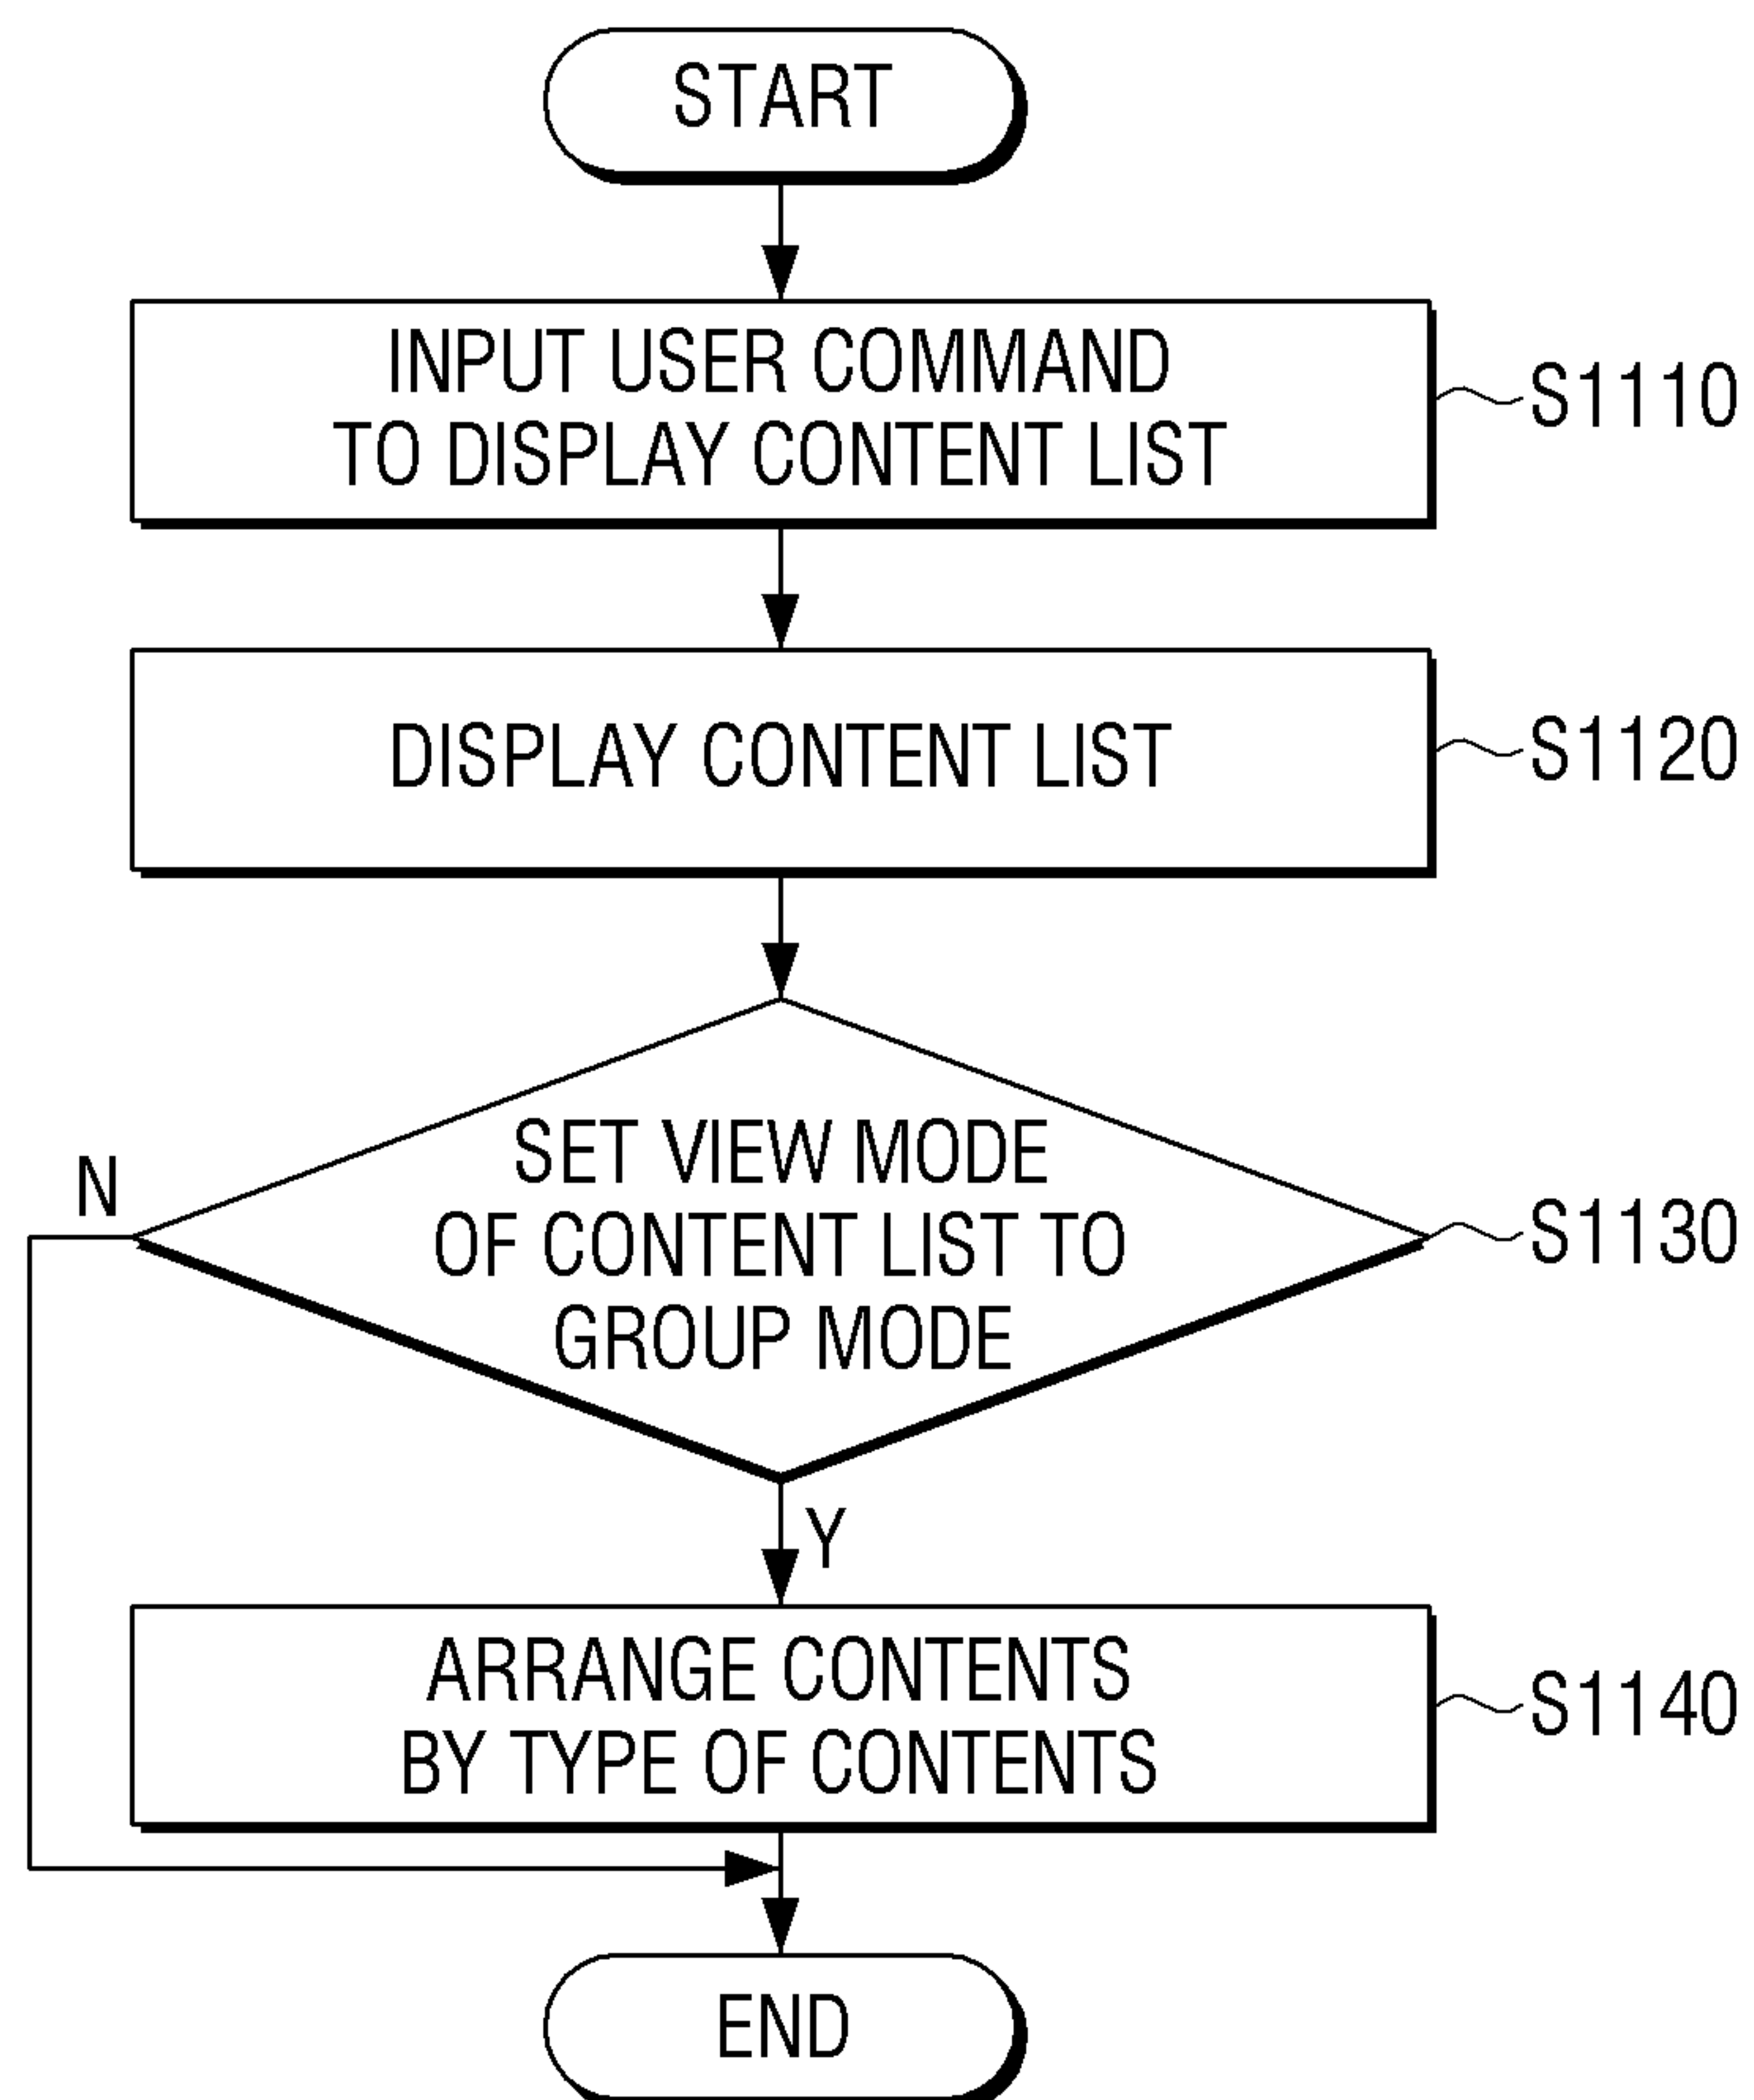 START
INPUT USER COMMAND
TO DISPLAY CONTENT LIST
S1110
DISPLAY CONTENT LIST
S1120
SET VIEW MODE
OF CONTENT LIST TO
GROUP MODE
S1130
N
Y
ARRANGE CONTENTS
BY TYPE OF CONTENTS
S1140
END